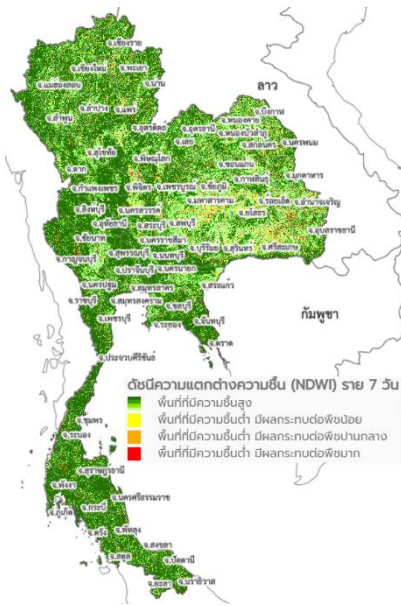 จ.เชียงราย
จ.เชียงใหม่
จ.พะเยา
จ.แม่ฮ่องสอน
จ.น่าน
ลาว
จ.ลำปาง
จ.แพร่
จ.บึงกาฬ
จ.ลำพูน
จ.อุตรดิตถ์
จ.อุดรธานี
จ.หนองคาย
จ.เลย
จ.หนองบัวลำภู
จ.สุโขทัย
จ.สกลนคร
จ.นครพนม
จ.ตาก
จ.พิษณุโลก
จ.ขอนแก่น
จ.มุกดาหาร
จ.กำแพงเพชร
จ.พิจิตร
จ.เพชรบูรณ์
จ.ชัยภูมิ
จ.กาฬสินธุ์
จ.สิงห์บุรี
จ.นครสวรรค์
จ.มหาสารคาม
จ.ร้อยเอ็ด
จ.อำนาจเจริญ
จ.อุทัยธานี
จ.สระบุรี
จ.ลพบุรี
จ.ยโสธร
จ.อุบลราชธานี
จ.ชัยนาท
จ.นครราชสีมา
จ.บุรีรัมย์
จ.สุรินทร์
จ.ศรีสะเกษ
จ.กาญจนบุรี
จ.สุพรรณบุรี
จ.นนทบุรี
จ.ปราจีนบุรี
จ.นครนายก
จ.นครปฐม
จ.สมุทรสาคร
จ.สระแก้ว
จ.ราชบุรี
จ.สมุทรสงคราม
จ.ชลบุรี
กัมพูชา
จ.เพชรบุรี
จ.ระยอง
จ.จันทบุรี
จ.ตราด
จ.ประจวบคีรีขันธ์
ดัชนีความแตกต่างความชื้น (NDWI) ราย 7 วัน
พื้นที่ที่มีความชื้นสูง
พื้นที่ที่มีความชื้นต่ำ มีผลกระทบต่อพืชน้อย
พื้นที่ที่มีความชื้นต่ำ มีผลกระทบต่อพืชปานกลาง
พื้นที่ที่มีความชื้นต่ำ มีผลกระทบต่อพืชมาก
จ.ชุมพร
จ.ระนอง
จ.สุราษฎร์ธานี
จ.พังงา
จ.นครศรีธรรมราช
จ.กระบี่
จ.ภูเก็ต
จ.ตรัง
จ.พัทลุง
จ.สงขลา
จ.สตูล
จ.ปัตตานี
จ.ยะลา
จ.นราธิวาส